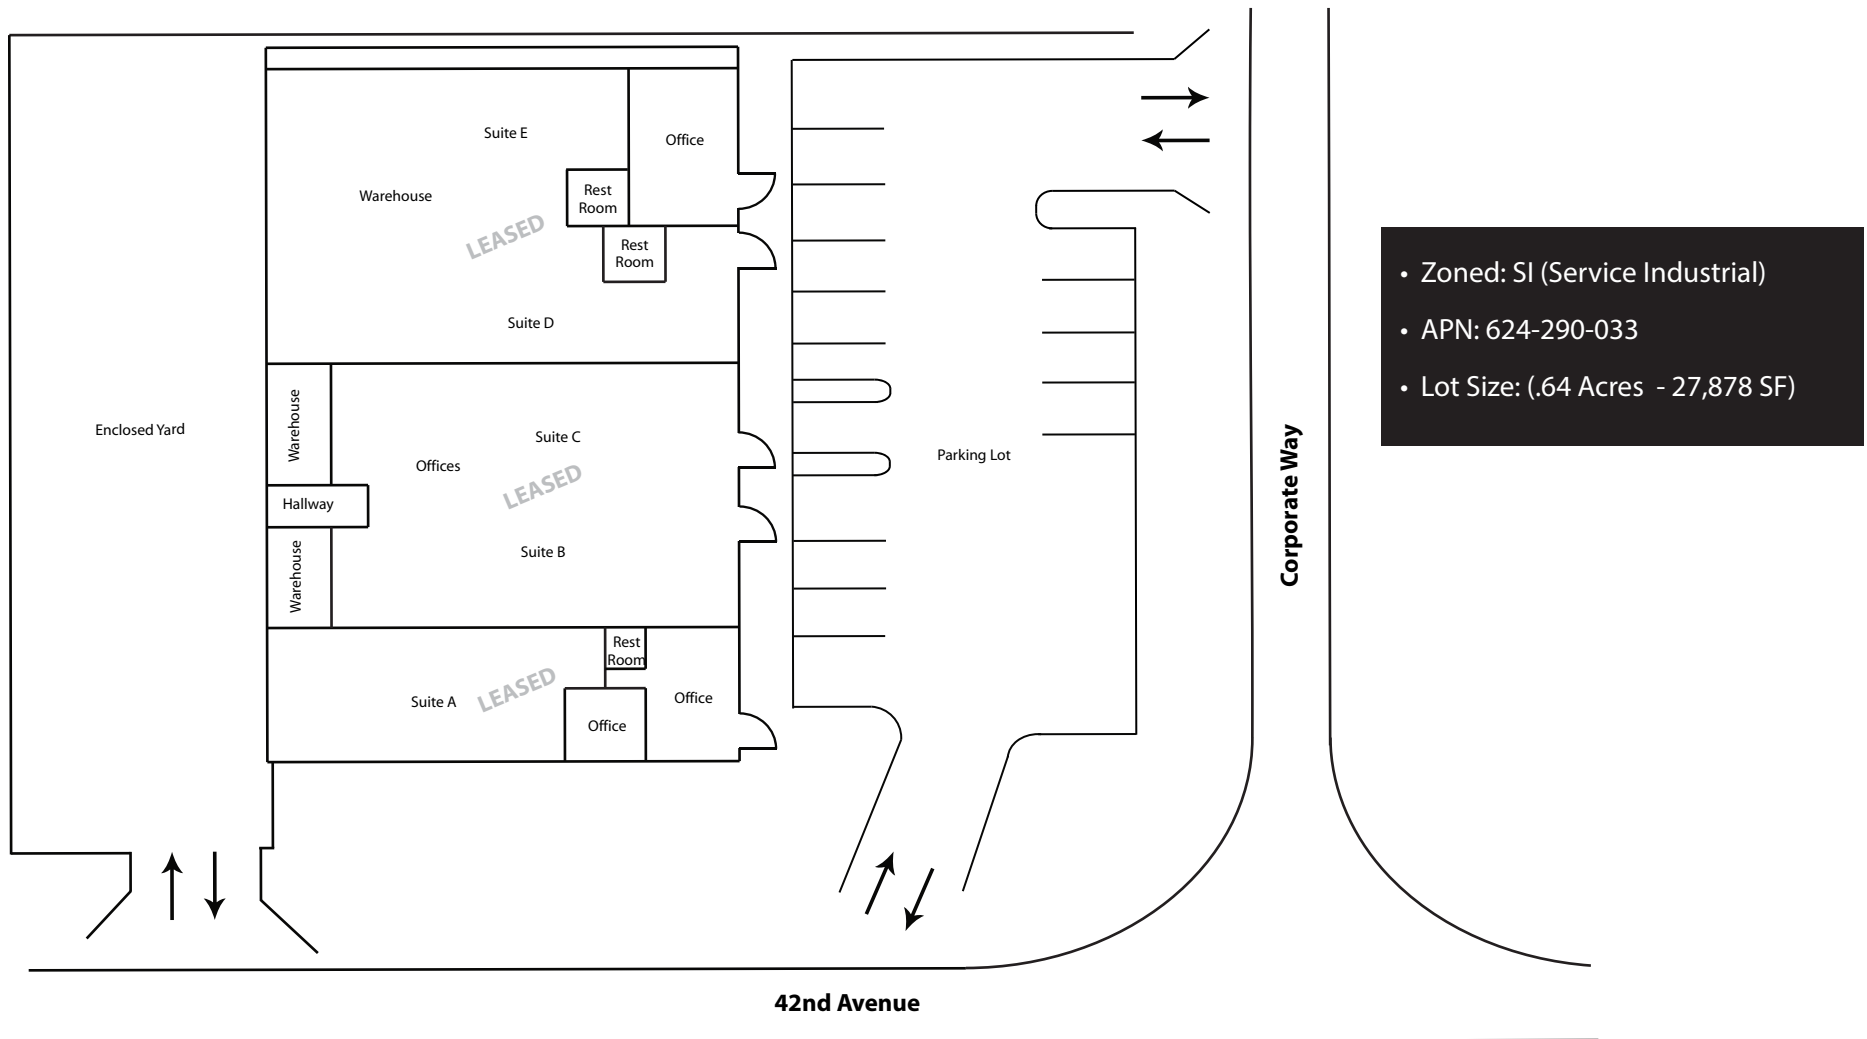 Suite E
Office
Warehouse
Rest
Room
LEASED
Rest
Room
Suite D
Enclosed Yard
Warehouse
Suite C
Offices
LEASED
Hallway
Suite B
Warehouse
Rest
Room
Suite A
LEASED
Office
Office
Parking Lot
Corporate Way
42nd Avenue
• Zoned: SI (Service Industrial)
• APN: 624-290-033
• Lot Size: (.64 Acres - 27,878 SF)